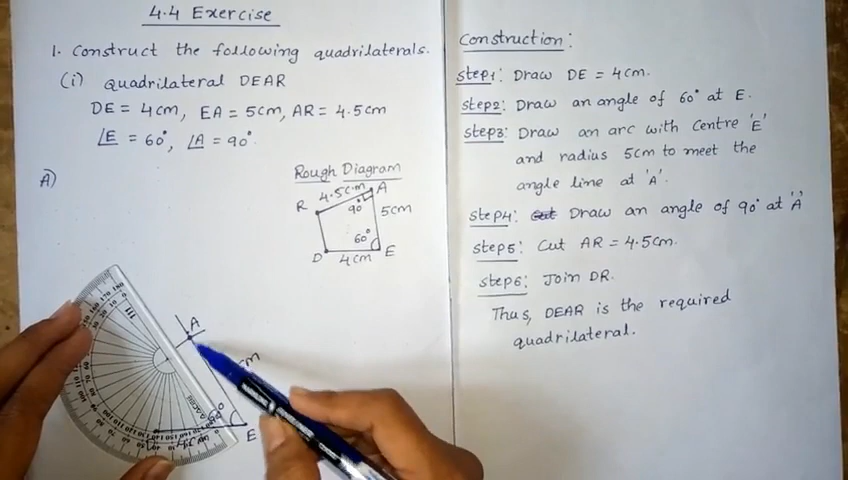 4.4 Exercise
1. Construct the following quadrilaterals.
(i) quadrilateral DEAR
DE = 4cm, EA = 5cm, AR = 4.5cm
∠E = 60°, ∠A = 90°.
A)
Rough Diagram
4.5c.m
A
R
90°
5cm
60°
D
4cm
E
A
cm
60°
E
Construction:
Step1: Draw DE = 4cm.
Step2: Draw an angle of 60° at E.
Step3: Draw an arc with centre 'E'
and radius 5cm to meet the
angle line at 'A'.
Step4: Draw an angle of 90° at 'A'
Step5: Cut AR = 4.5cm.
Step6: Join DR.
Thus, DEAR is the required
quadrilateral.